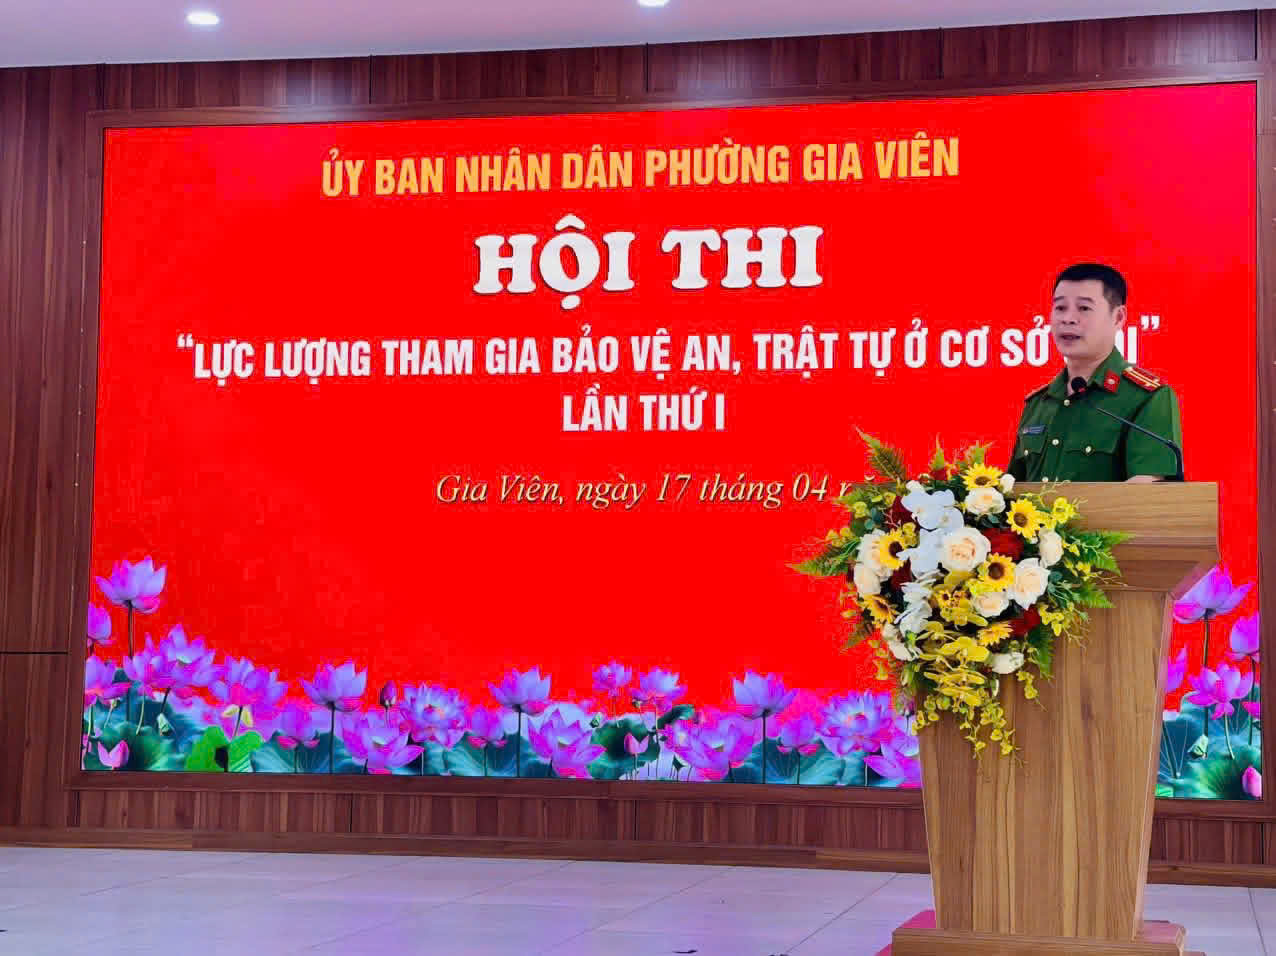 ỦY BAN NHÂN DÂN PHƯỜNG GIA VIÊN
HỘI THI
“LỰC LƯỢNG THAM GIA BẢO VỆ AN, TRẬT TỰ Ở CƠ SỞ ”
LẦN THỨ I
Gia Viên, ngày 17 tháng 04